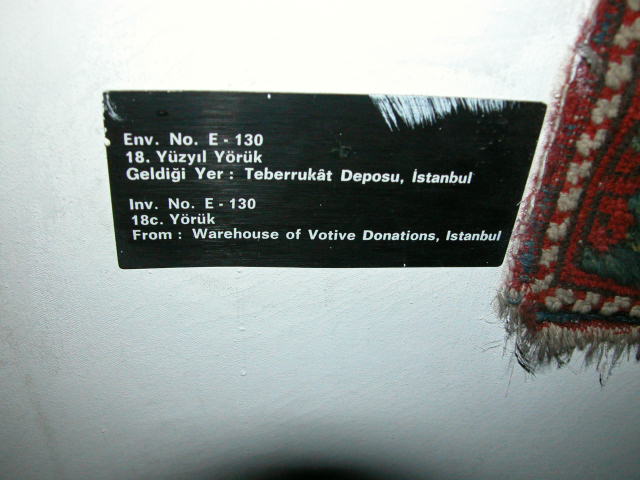 Env. No. E - 130
18. Yüzyıl Yörük
Geldiği Yer : Teberrukât Deposu, İstanbul
Inv. No. E - 130
18c. Yörük
From : Warehouse of Votive Donations, Istanbul